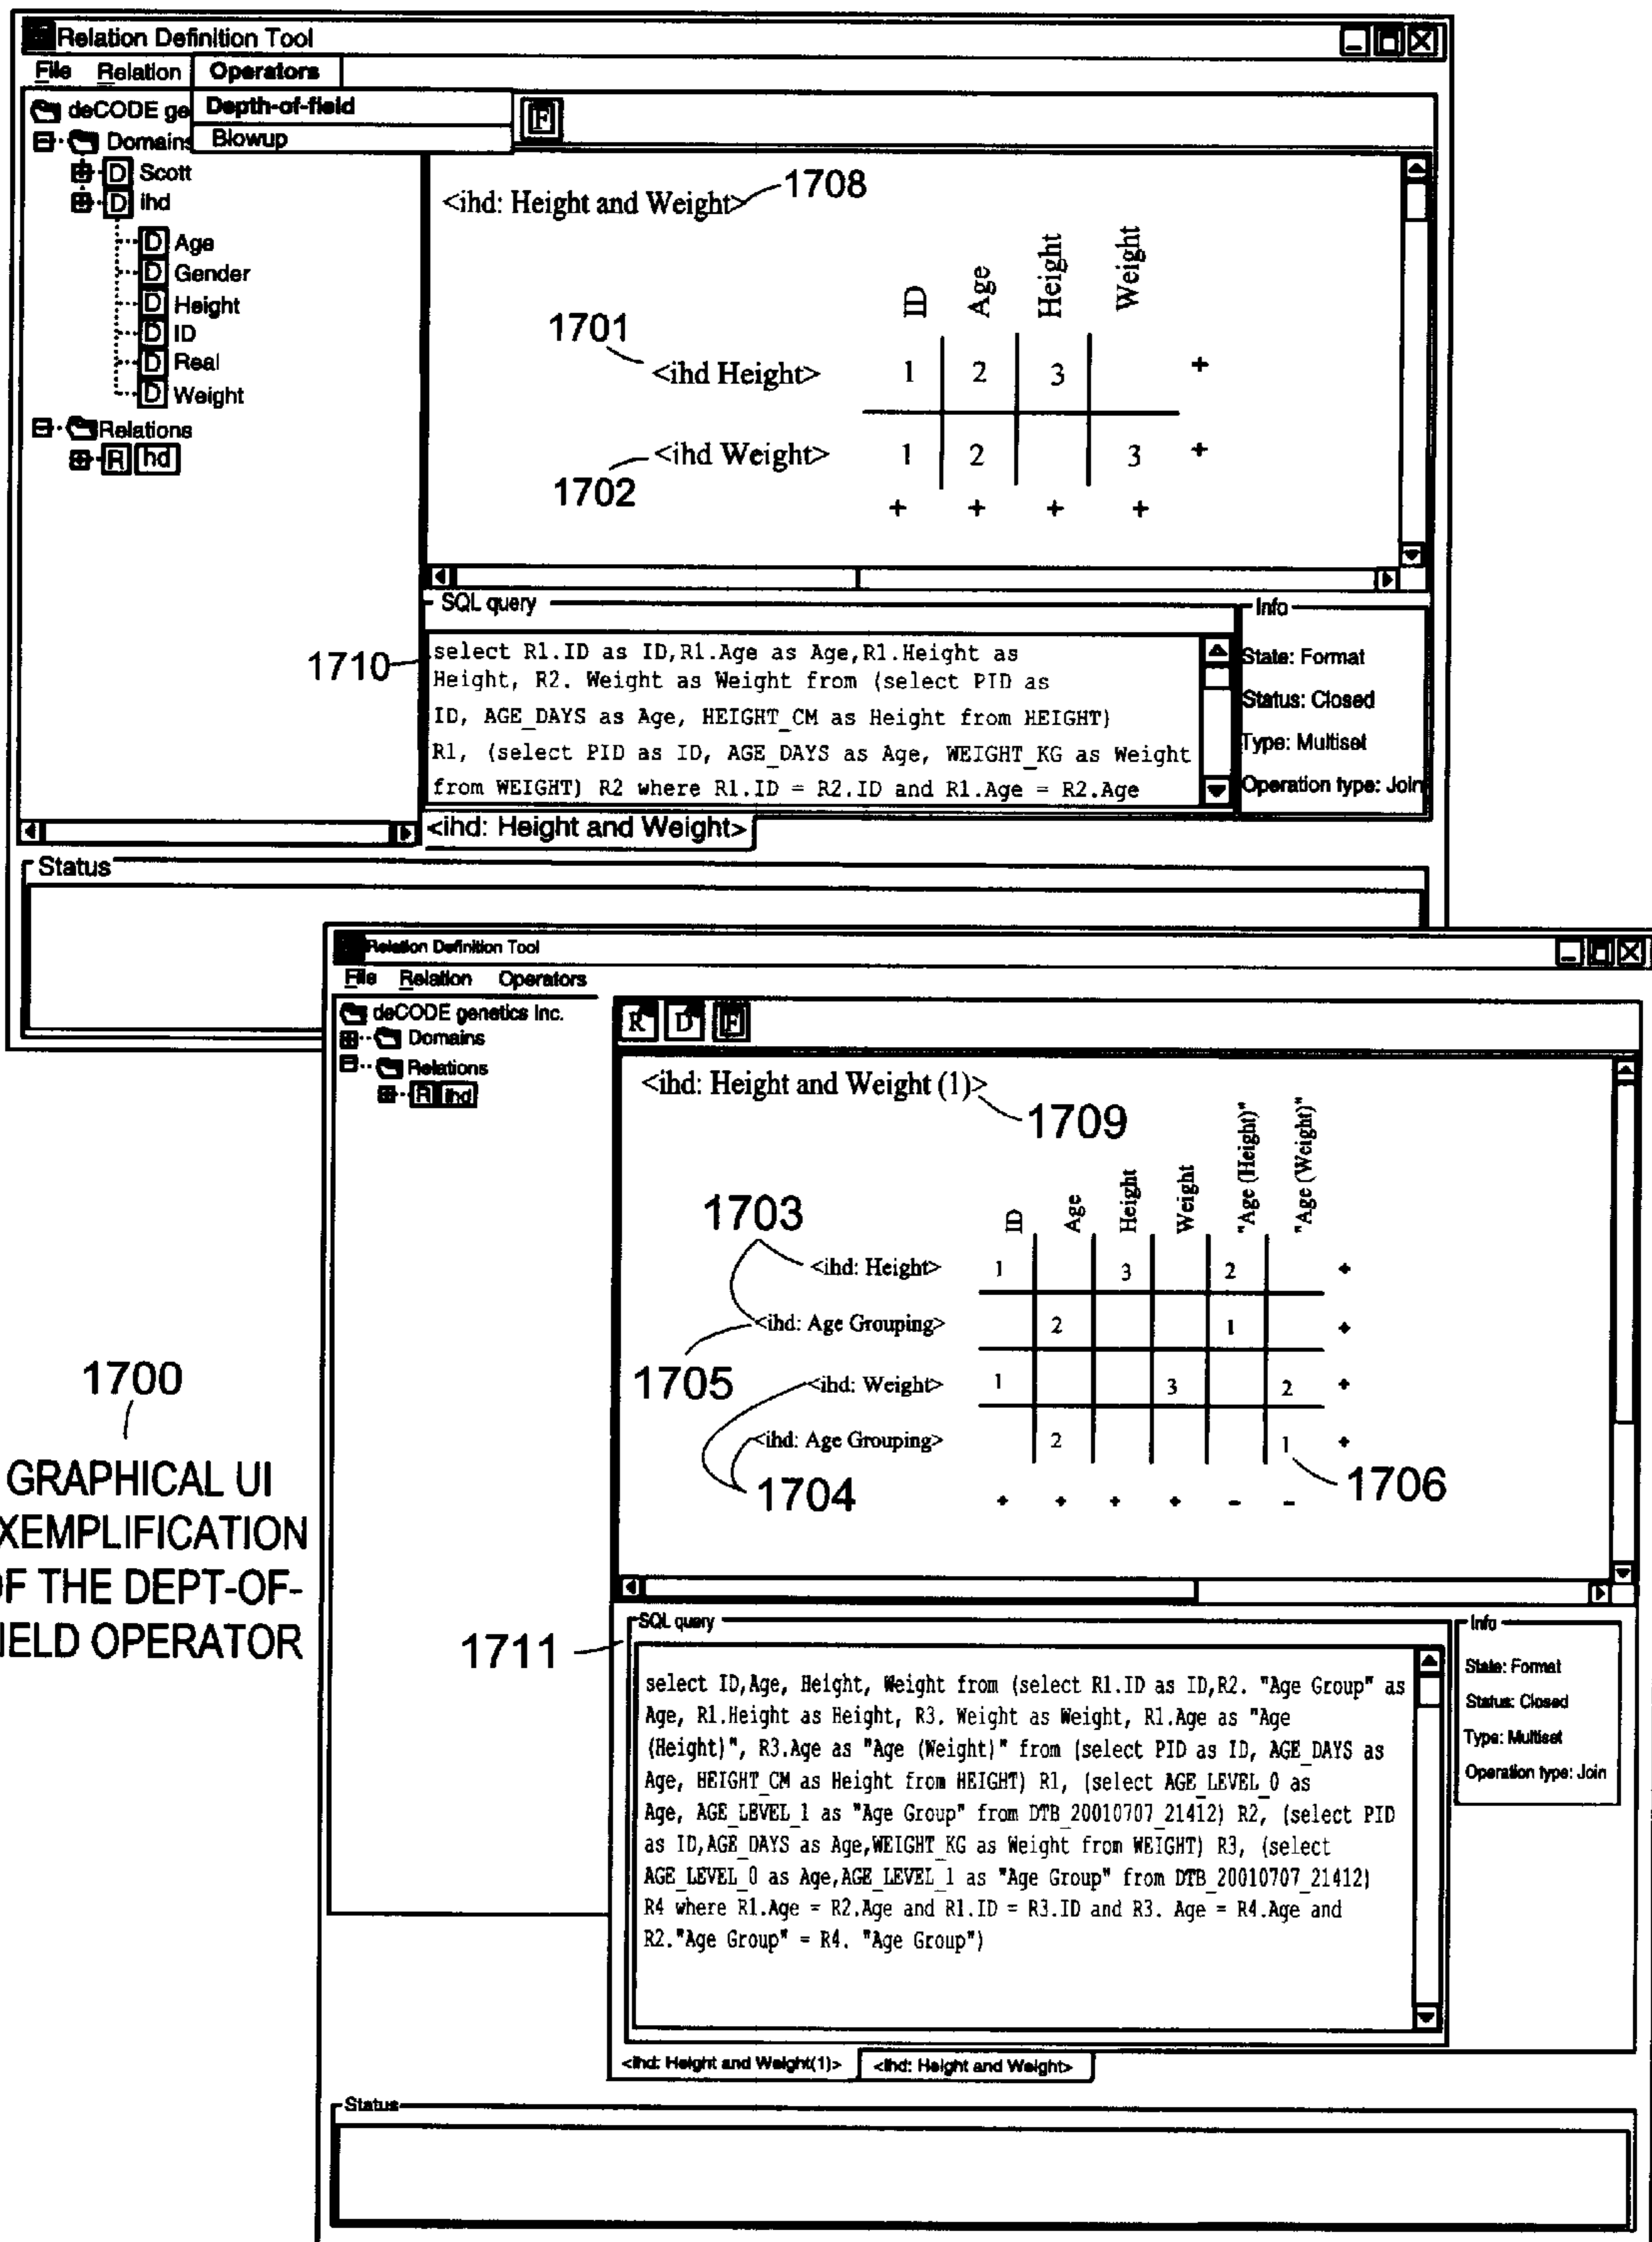 Relation Definition Tool
File Relation Operators
deCODE ge
Depth-of-field
Blowup
F
Domains
D Scott
D ihd
D Age
D Gender
D Height
D ID
D Real
D Weight
Relations
R hd
<ihd: Height and Weight>
1708
ID Age Height Weight
1701
<ihd Height> 1 2 3 +
<ihd Weight> 1 2 3 +
1702
+ + + +
SQL query
1710
select R1.ID as ID,R1.Age as Age,R1.Height as
Height, R2. Weight as Weight from (select PID as
ID, AGE_DAYS as Age, HEIGHT_CM as Height from HEIGHT)
R1, (select PID as ID, AGE_DAYS as Age, WEIGHT_KG as Weight
from WEIGHT) R2 where R1.ID = R2.ID and R1.Age = R2.Age
Info
State: Format
Status: Closed
Type: Multiset
Operation type: Join
<ihd: Height and Weight>
Status
Relation Definition Tool
File Relation Operators
deCODE genetics Inc.
Domains
Relations
R ihd
R D F
<ihd: Height and Weight (1)>
1709
ID Age Height Weight "Age (Height)" "Age (Weight)"
1703
<ihd: Height> 1 3 2 +
<ihd: Age Grouping> 2 1 +
1705
<ihd: Weight> 1 3 2 +
<ihd: Age Grouping> 2 1 +
1704
1706
+ + + + - -
1700
GRAPHICAL UI
XEMPLIFICATION
OF THE DEPT-OF-
IELD OPERATOR
SQL query
1711
select ID,Age, Height, Weight from (select R1.ID as ID,R2. "Age Group" as
Age, R1.Height as Height, R3. Weight as Weight, R1.Age as "Age
(Height)", R3.Age as "Age (Weight)" from (select PID as ID, AGE_DAYS as
Age, HEIGHT_CM as Height from HEIGHT) R1, (select AGE_LEVEL_0 as
Age, AGE_LEVEL_1 as "Age Group" from DTB_20010707_21412) R2, (select PID
as ID,AGE_DAYS as Age,WEIGHT_KG as Weight from WEIGHT) R3, (select
AGE_LEVEL_0 as Age,AGE_LEVEL_1 as "Age Group" from DTB_20010707_21412)
R4 where R1.Age = R2.Age and R1.ID = R3.ID and R3. Age = R4.Age and
R2."Age Group" = R4. "Age Group")
Info
State: Format
Status: Closed
Type: Multiset
Operation type: Join
<ihd: Height and Weight(1)> <ihd: Height and Weight>
Status